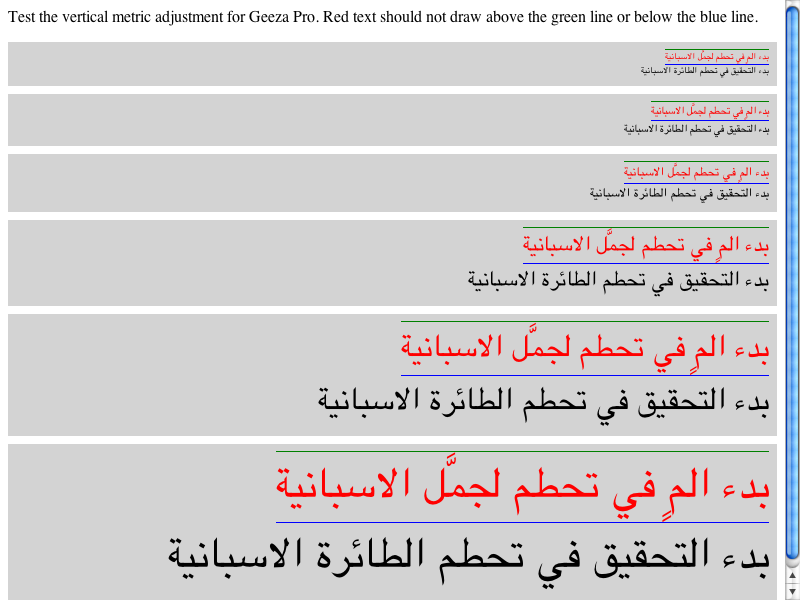 Test the vertical metric adjustment for Geeza Pro. Red text should not draw above the green line or below the blue line.
بدء المٍ في تحطم لجمَّل الاسبانية
بدء التحقيق في تحطم الطائرة الاسبانية
بدء المٍ في تحطم لجمَّل الاسبانية
بدء التحقيق في تحطم الطائرة الاسبانية
بدء المٍ في تحطم لجمَّل الاسبانية
بدء التحقيق في تحطم الطائرة الاسبانية
بدء المٍ في تحطم لجمَّل الاسبانية
بدء التحقيق في تحطم الطائرة الاسبانية
بدء المٍ في تحطم لجمَّل الاسبانية
بدء التحقيق في تحطم الطائرة الاسبانية
بدء المٍ في تحطم لجمَّل الاسبانية
بدء التحقيق في تحطم الطائرة الاسبانية